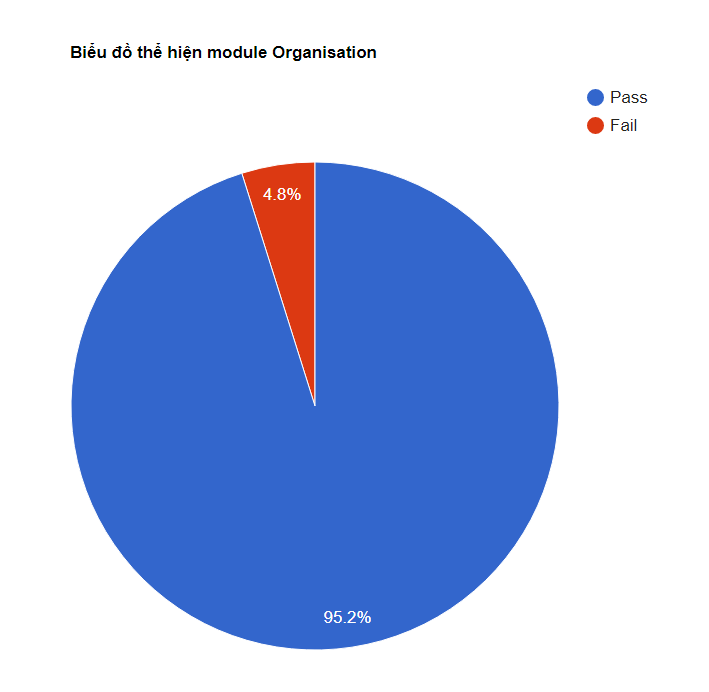 Biểu đồ thể hiện module Organisation
Pass
Fail
4.8%
95.2%